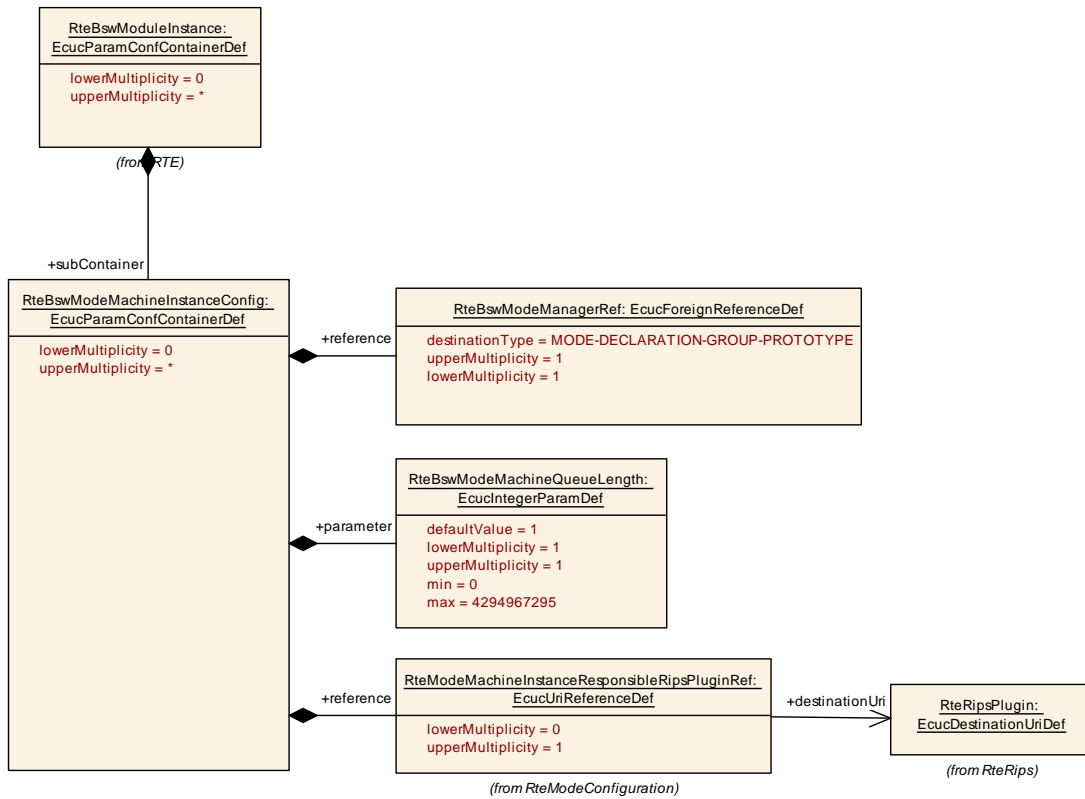 RteBswModuleInstance:
EcucParamConfContainerDef
lowerMultiplicity = 0
upperMultiplicity = *
(from RTE)
+subContainer
RteBswModeMachineInstanceConfig:
EcucParamConfContainerDef
lowerMultiplicity = 0
upperMultiplicity = *
+reference
RteBswModeManagerRef: EcucForeignReferenceDef
destinationType = MODE-DECLARATION-GROUP-PROTOTYPE
upperMultiplicity = 1
lowerMultiplicity = 1
+parameter
RteBswModeMachineQueueLength:
EcucIntegerParamDef
defaultValue = 1
lowerMultiplicity = 1
upperMultiplicity = 1
min = 0
max = 4294967295
+reference
RteModeMachineInstanceResponsibleRipsPluginRef:
EcucUriReferenceDef
lowerMultiplicity = 0
upperMultiplicity = 1
(from RteModeConfiguration)
+destinationUri
RteRipsPlugin:
EcucDestinationUriDef
(from RteRips)